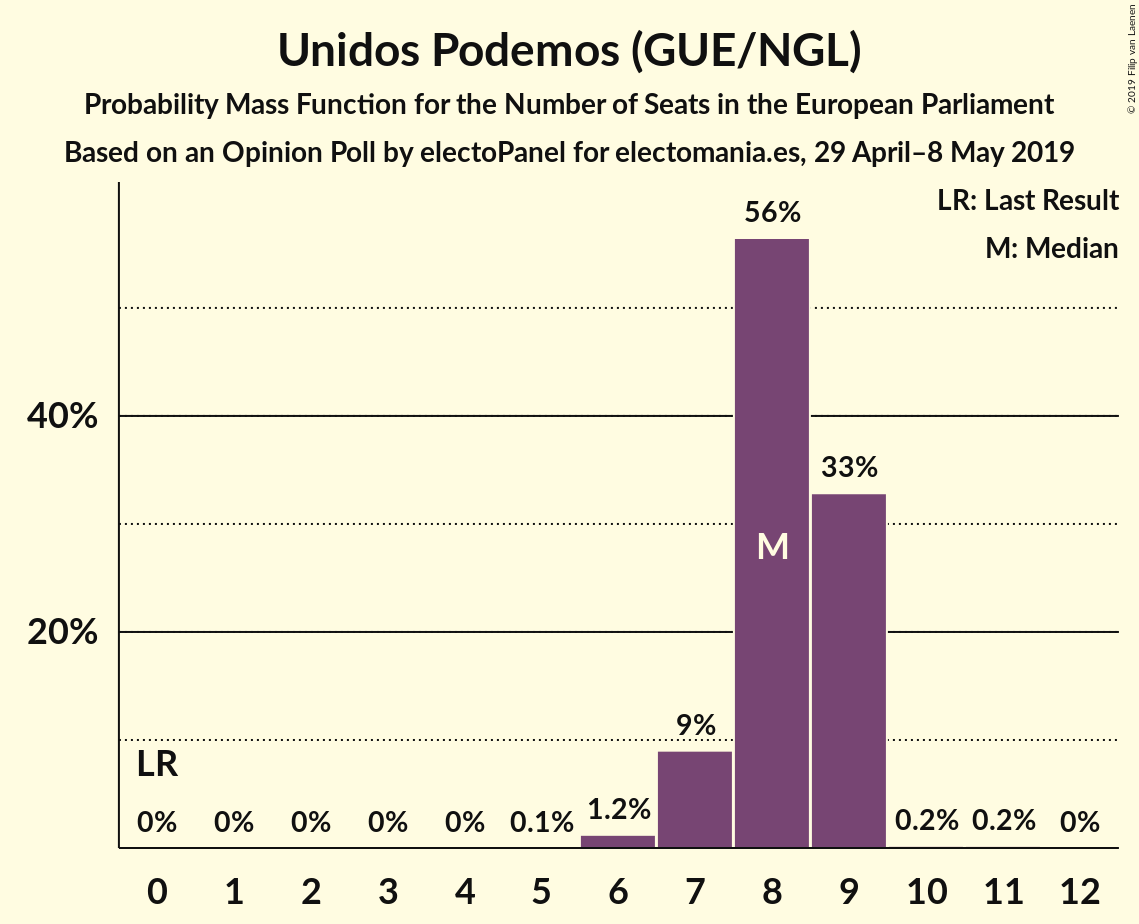 Unidos Podemos (GUE/NGL)
Probability Mass Function for the Number of Seats in the European Parliament
Based on an Opinion Poll by electoPanel for electomania.es, 29 April–8 May 2019
© 2019 Filip van Laenen
LR: Last Result
M: Median
56%
40%
33%
M
20%
9%
LR
0% 0% 0% 0% 0% 0.1% 1.2% 0.2% 0.2% 0%
0 1 2 3 4 5 6 7 8 9 10 11 12